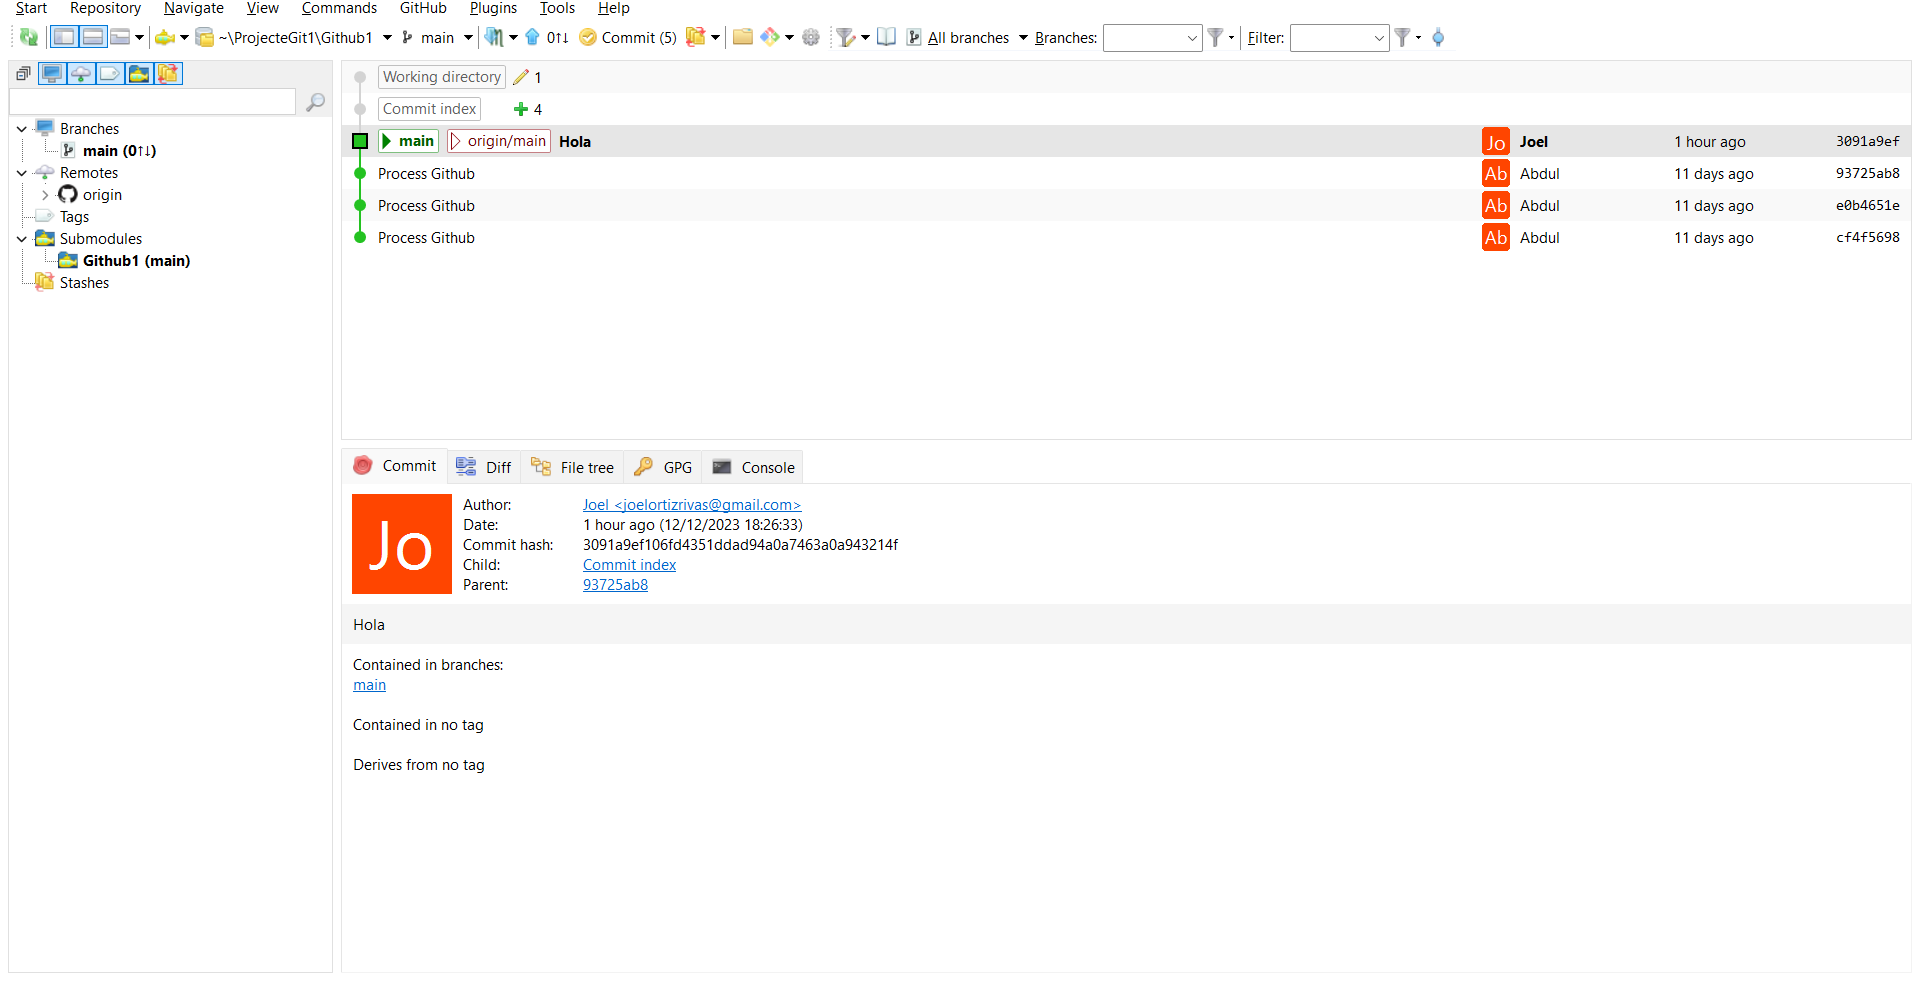 Start Repository Navigate View Commands GitHub Plugins Tools Help
~\ProjecteGit1\Github1 main 0↑↓ Commit (5) All branches Branches: Filter:
Working directory 1
Commit index 4
main origin/main Hola Jo Joel 1 hour ago 3091a9ef
Process Github Ab Abdul 11 days ago 93725ab8
Process Github Ab Abdul 11 days ago e0b4651e
Process Github Ab Abdul 11 days ago cf4f5698
Branches
main (0↑↓)
Remotes
origin
Tags
Submodules
Github1 (main)
Stashes
Commit Diff File tree GPG Console
Jo
Author: Joel <joelortizrivas@gmail.com>
Date: 1 hour ago (12/12/2023 18:26:33)
Commit hash: 3091a9ef106fd4351ddad94a0a7463a0a943214f
Child: Commit index
Parent: 93725ab8
Hola
Contained in branches:
main
Contained in no tag
Derives from no tag